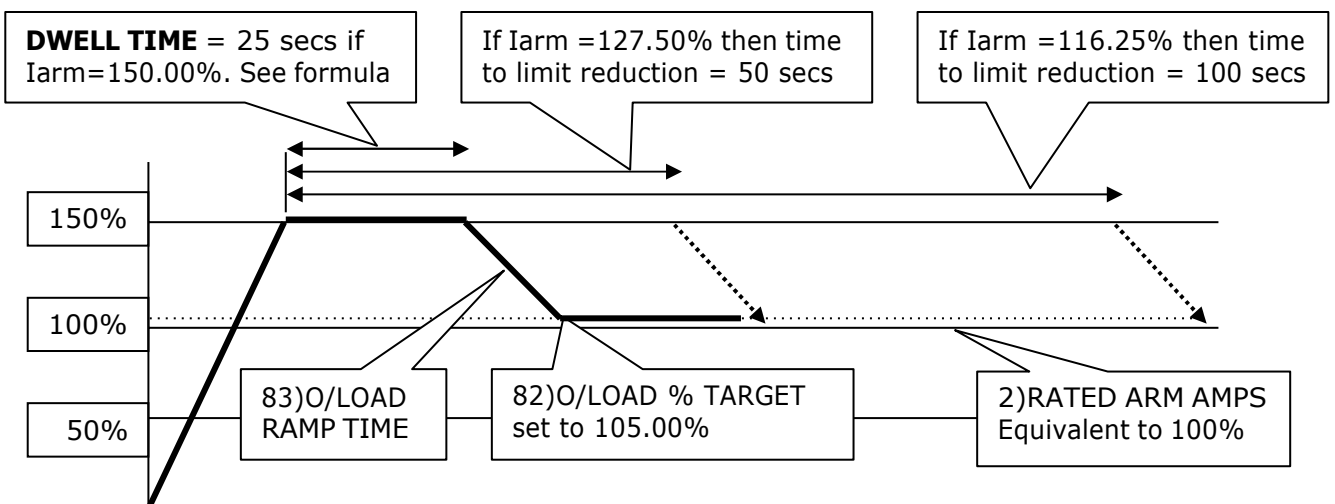 DWELL TIME = 25 secs if
Iarm=150.00%. See formula
If Iarm =127.50% then time
to limit reduction = 50 secs
If Iarm =116.25% then time
to limit reduction = 100 secs
150%
100%
50%
83)O/LOAD
RAMP TIME
82)O/LOAD % TARGET
set to 105.00%
2)RATED ARM AMPS
Equivalent to 100%